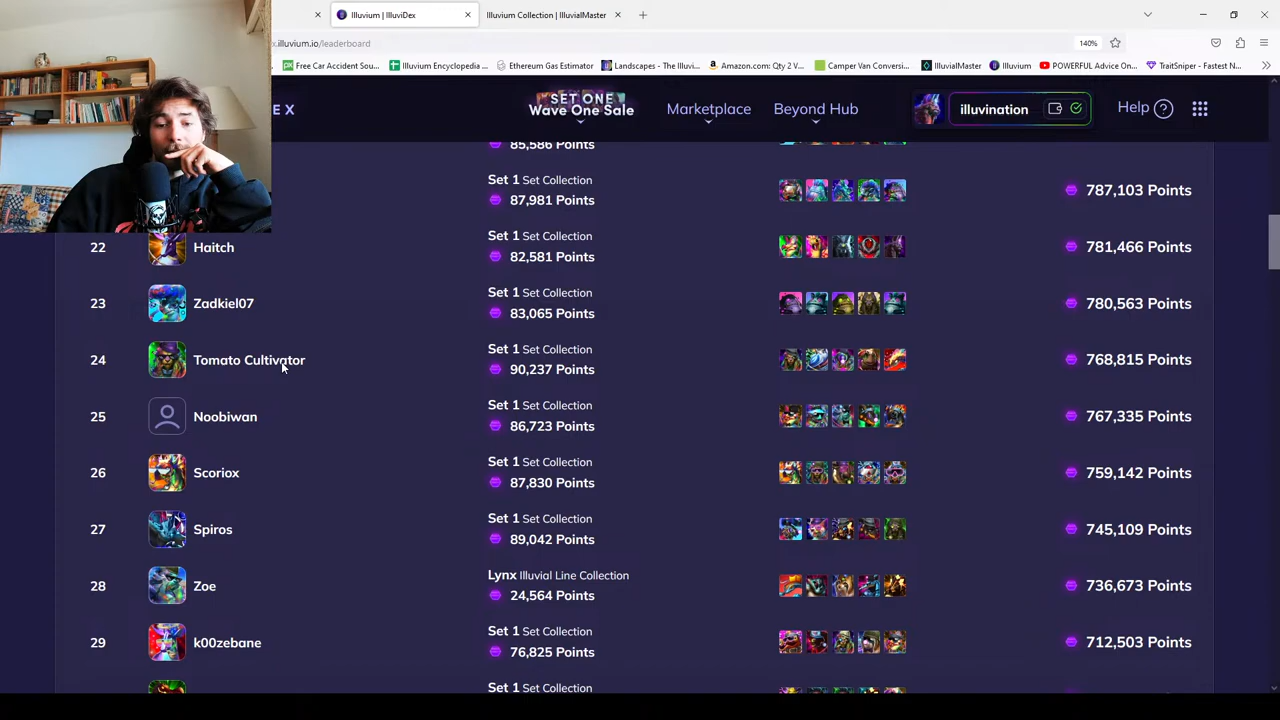 Illuvium | IlluviDex
Illuvium Collection | IlluvialMaster
x.illuvium.io/leaderboard
140%
Free Car Accident Sou...
Illuvium Encyclopedia ...
Ethereum Gas Estimator
Landscapes - The Illuvi...
Amazon.com: Qty 2 V...
Camper Van Conversi...
IlluvialMaster
Illuvium
POWERFUL Advice On...
TraitSniper - Fastest N...
E X
SET ONE
Wave One Sale
Marketplace
Beyond Hub
illuvination
Help
85,586 Points
Set 1 Set Collection
87,981 Points
787,103 Points
22
Haitch
Set 1 Set Collection
82,581 Points
781,466 Points
23
Zadkiel07
Set 1 Set Collection
83,065 Points
780,563 Points
24
Tomato Cultivator
Set 1 Set Collection
90,237 Points
768,815 Points
25
Noobiwan
Set 1 Set Collection
86,723 Points
767,335 Points
26
Scoriox
Set 1 Set Collection
87,830 Points
759,142 Points
27
Spiros
Set 1 Set Collection
89,042 Points
745,109 Points
28
Zoe
Lynx Illuvial Line Collection
24,564 Points
736,673 Points
29
k00zebane
Set 1 Set Collection
76,825 Points
712,503 Points
Set 1 Set Collection